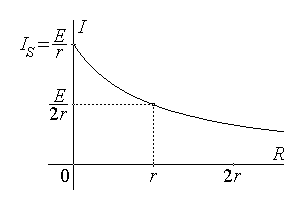 I
I_S = E/r
E/2r
R
0 r 2r